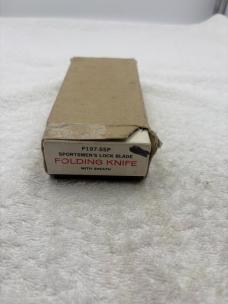 P197-SSP
SPORTSMEN'S LOCK BLADE
FOLDING KNIFE
WITH SHEATH